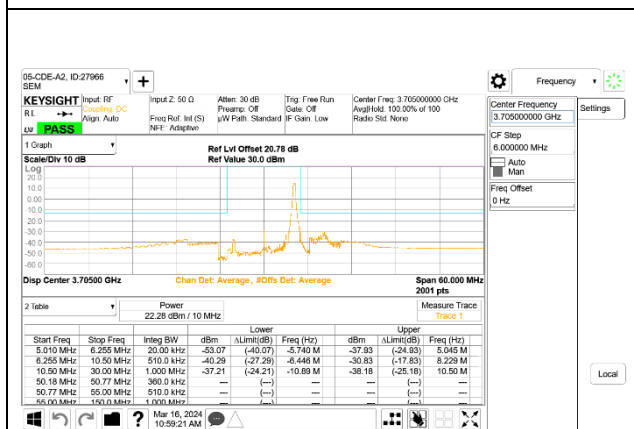 05-CDE-A2, ID:27966
SEM
Frequency
KEYSIGHT Input: RF Input Z: 50 Ω Atten: 30 dB Trig: Free Run Center Freq: 3.705000000 GHz
RL Coupling: DC Preamp: Off Gate: Off Avg|Hold: 100.00% of 100
Align: Auto Freq Ref: Int (S) µW Path: Standard IF Gain: Low Radio Std: None
PASS NFE: Adaptive
Center Frequency
3.705000000 GHz
Settings
CF Step
6.000000 MHz
Auto
Man
Freq Offset
0 Hz
1 Graph
Ref Lvl Offset 20.78 dB
Scale/Div 10 dB Ref Value 30.0 dBm
Log
20.0
10.0
0.00
-10.0
-20.0
-30.0
-40.0
-50.0
-60.0
Disp Center 3.70500 GHz Chan Det: Average, #Offs Det: Average Span 60.000 MHz
2001 pts
2 Table Power Measure Trace
22.28 dBm / 10 MHz Trace 1
Lower Upper
Start Freq Stop Freq Integ BW dBm ΔLimit(dB) Freq (Hz) dBm ΔLimit(dB) Freq (Hz)
5.010 MHz 6.255 MHz 20.00 kHz -53.07 (-40.07) -5.740 M -37.93 (-24.93) 5.045 M
6.255 MHz 10.50 MHz 510.0 kHz -40.29 (-27.29) -6.446 M -30.83 (-17.83) 8.229 M
10.50 MHz 30.00 MHz 1.000 MHz -37.21 (-24.21) -10.89 M -38.18 (-25.18) 10.50 M
50.18 MHz 50.77 MHz 360.0 kHz --- (---) --- (---)
50.77 MHz 55.00 MHz 510.0 kHz --- (---) --- (---)
55.00 MHz 150.0 MHz 1.000 MHz --- (---) --- (---)
Local
? Mar 16, 2024
10:59:21 AM